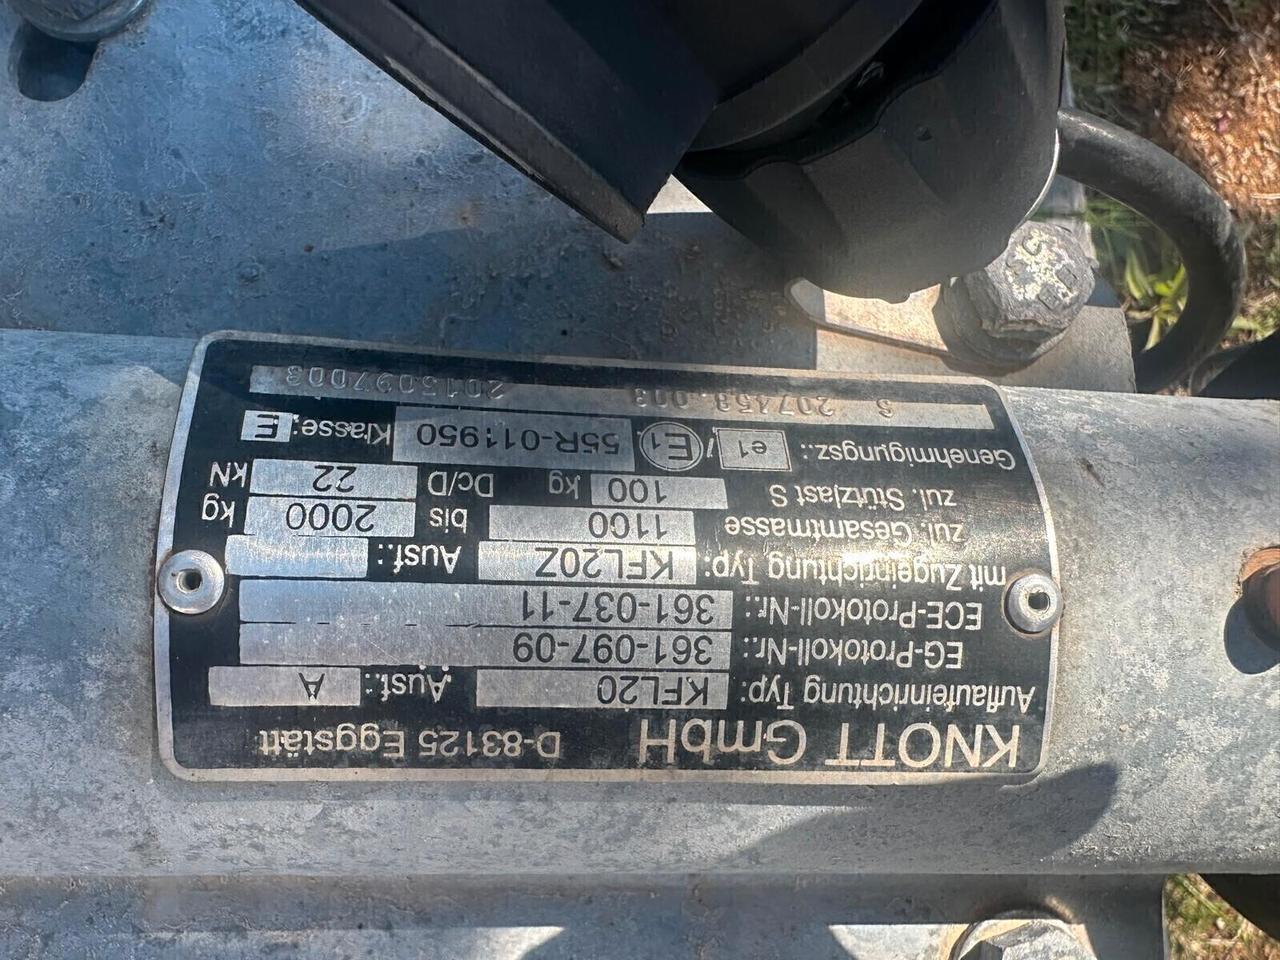 KNOTT GmbH D-83125 Eggstätt
Auflaufeinrichtung Typ: KFL20 Ausf.: A
EG-Protokoll-Nr.: 361-097-09
ECE-Protokoll-Nr.: 361-037-11
mit Zugeinrichtung Typ: KFL20Z Ausf.:
zul. Gesamtmasse 1100 bis 2000 kg
zul. Stützlast S 100 kg Dc/D 22 kN
Genehmigungsz.: e1 / E1 55R-011950 Klasse: E
S 207453.003 2015097003